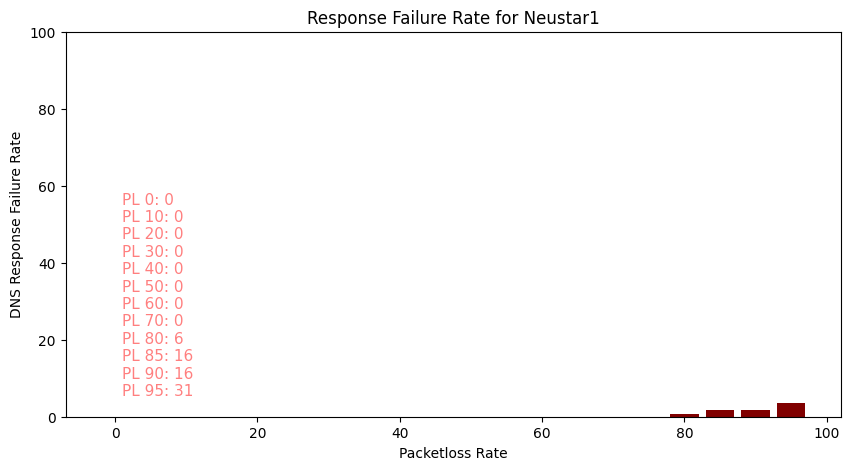 Response Failure Rate for Neustar1
100
80
60
40
20
0
DNS Response Failure Rate
PL 0: 0
PL 10: 0
PL 20: 0
PL 30: 0
PL 40: 0
PL 50: 0
PL 60: 0
PL 70: 0
PL 80: 6
PL 85: 16
PL 90: 16
PL 95: 31
0 20 40 60 80 100
Packetloss Rate